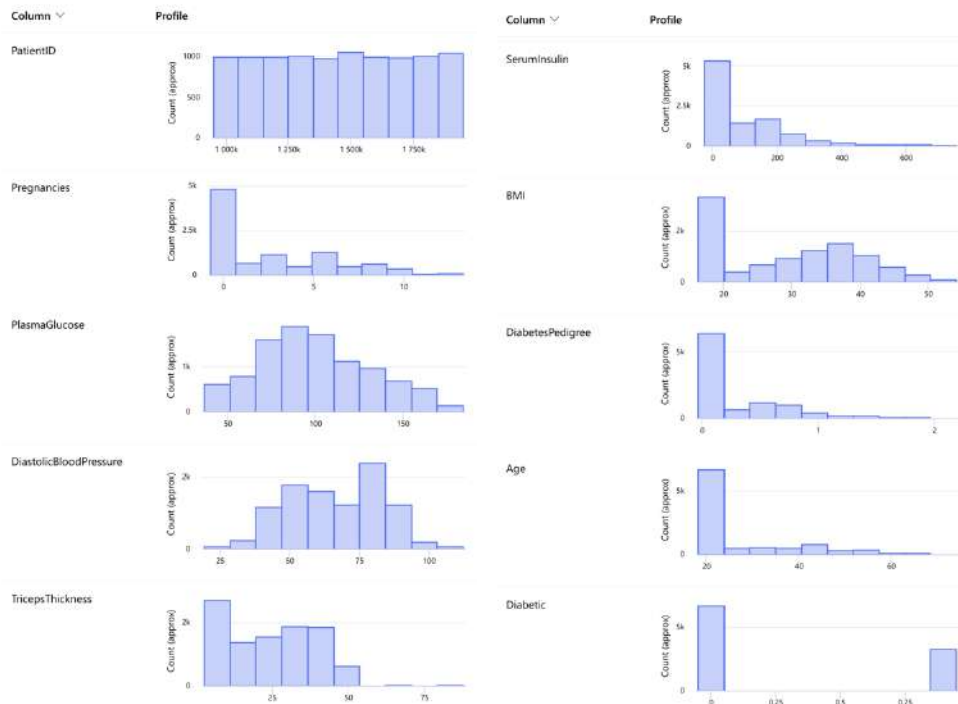 Column Profile
PatientID
Count (approx)
1000
500
0
1 000k 1 250k 1 500k 1 750k
Pregnancies
Count (approx)
5k
2.5k
0
0 5 10
PlasmaGlucose
Count (approx)
1k
0
50 100 150
DiastolicBloodPressure
Count (approx)
2k
0
25 50 75 100
TricepsThickness
Count (approx)
2k
0
25 50 75
Column Profile
SerumInsulin
Count (approx)
5k
2.5k
0
0 200 400 600
BMI
Count (approx)
2k
0
20 30 40 50
DiabetesPedigree
Count (approx)
5k
0
0 1 2
Age
Count (approx)
5k
0
20 40 60
Diabetic
Count (approx)
5k
0
0 0.25 0.5 0.25